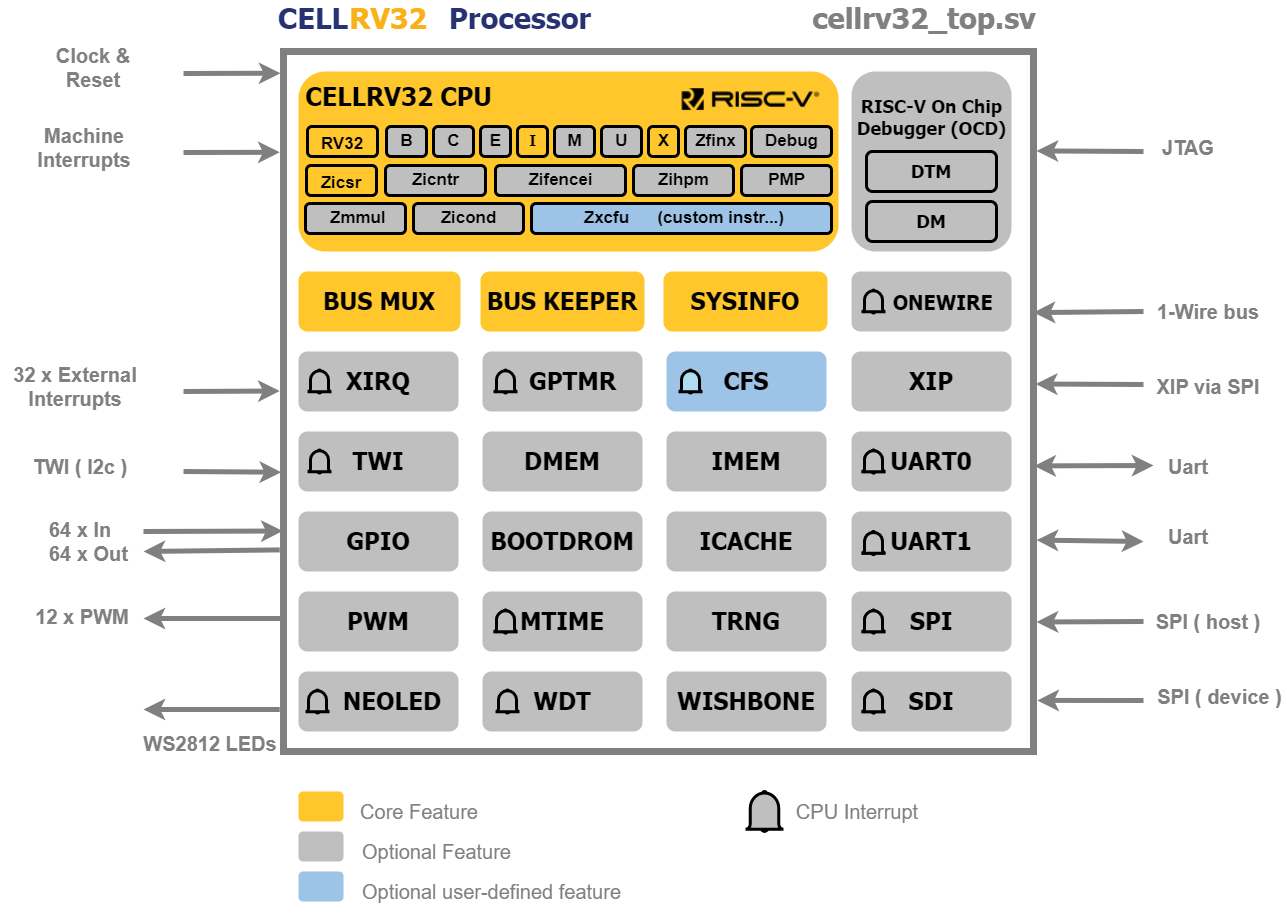 CELLRV32 Processor
cellrv32_top.sv
Clock &
Reset
Machine
Interrupts
CELLRV32 CPU
RISC-V®
RV32 B C E I M U X Zfinx Debug
Zicsr Zicntr Zifencei Zihpm PMP
Zmmul Zicond Zxcfu (custom instr...)
RISC-V On Chip
Debugger (OCD)
DTM
DM
JTAG
BUS MUX BUS KEEPER SYSINFO ONEWIRE
1-Wire bus
32 x External
Interrupts
XIRQ GPTMR CFS XIP
XIP via SPI
TWI ( I2c )
TWI DMEM IMEM UART0
Uart
64 x In
64 x Out
GPIO BOOTDROM ICACHE UART1
Uart
12 x PWM
PWM MTIME TRNG SPI
SPI ( host )
WS2812 LEDs
NEOLED WDT WISHBONE SDI
SPI ( device )
Core Feature
Optional Feature
Optional user-defined feature
CPU Interrupt